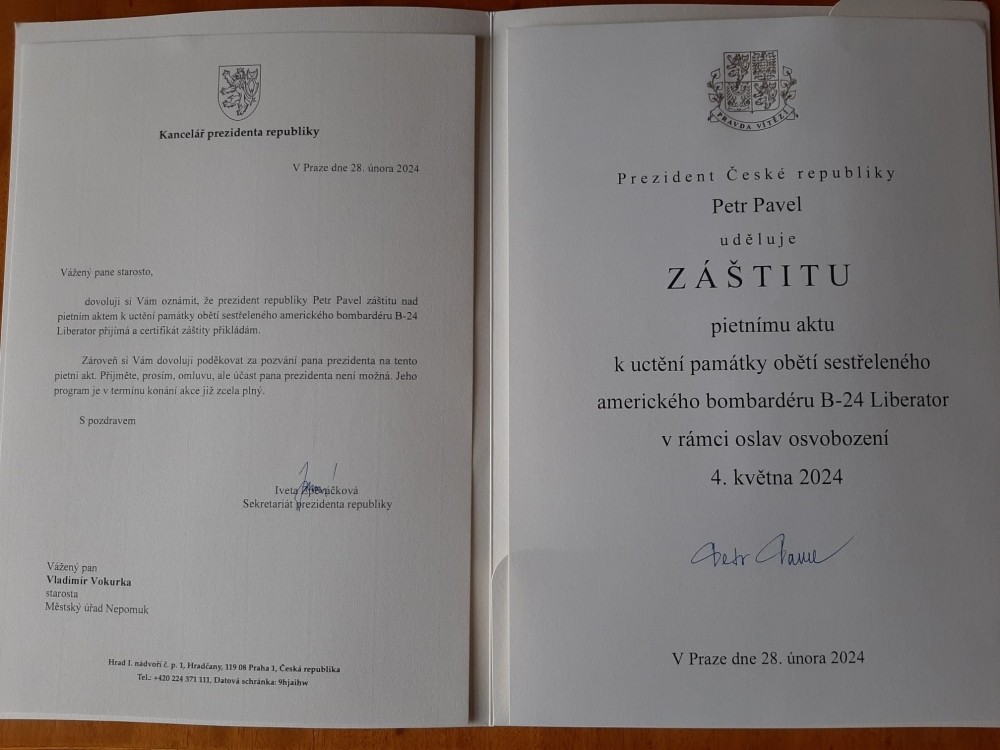 Kancelář prezidenta republiky
V Praze dne 28. února 2024
Vážený pane starosto,
dovoluji si Vám oznámit, že prezident republiky Petr Pavel záštitu nad
pietním aktem k uctění památky obětí sestřeleného amerického bombardéru B-24
Liberator přijímá a certifikát záštity přikládám.
Zároveň si Vám dovoluji poděkovat za pozvání pana prezidenta na tento
pietní akt. Přijměte, prosím, omluvu, ale účast pana prezidenta není možná. Jeho
program je v termínu konání akce již zcela plný.
S pozdravem
Iveta Zpěváčková
Sekretariát prezidenta republiky
Vážený pan
Vladimír Vokurka
starosta
Městský úřad Nepomuk
Hrad I. nádvoří č. p. 1, Hradčany, 119 08 Praha 1, Česká republika
Tel.: +420 224 371 111, Datová schránka: 9hjaihw
PRAVDA VÍTĚZÍ
Prezident České republiky
Petr Pavel
uděluje
ZÁŠTITU
pietnímu aktu
k uctění památky obětí sestřeleného
amerického bombardéru B-24 Liberator
v rámci oslav osvobození
4. května 2024
Petr Pavel
V Praze dne 28. února 2024